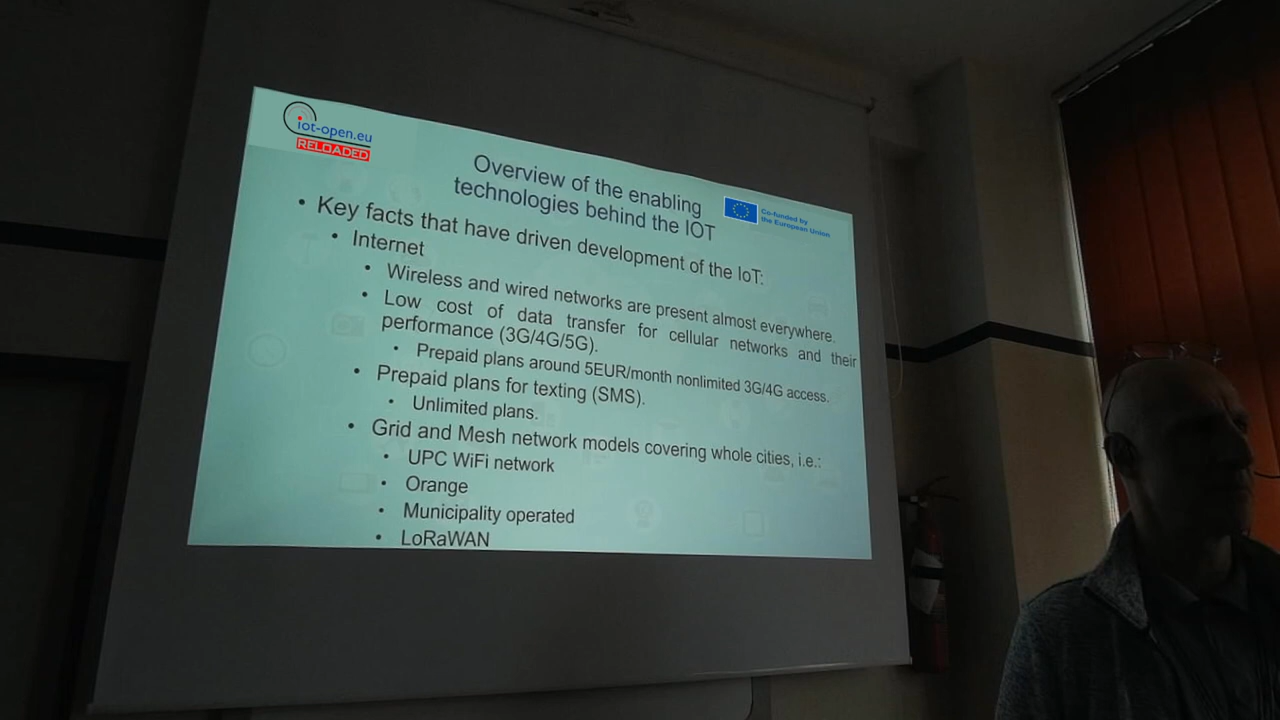 iot-open.eu
RELOADED
Overview of the enabling
technologies behind the IOT
Co-funded by
the European Union
• Key facts that have driven development of the IoT:
• Internet
• Wireless and wired networks are present almost everywhere.
• Low cost of data transfer for cellular networks and their
performance (3G/4G/5G).
• Prepaid plans around 5EUR/month nonlimited 3G/4G access.
• Prepaid plans for texting (SMS).
• Unlimited plans.
• Grid and Mesh network models covering whole cities, i.e.:
• UPC WiFi network
• Orange
• Municipality operated
• LoRaWAN